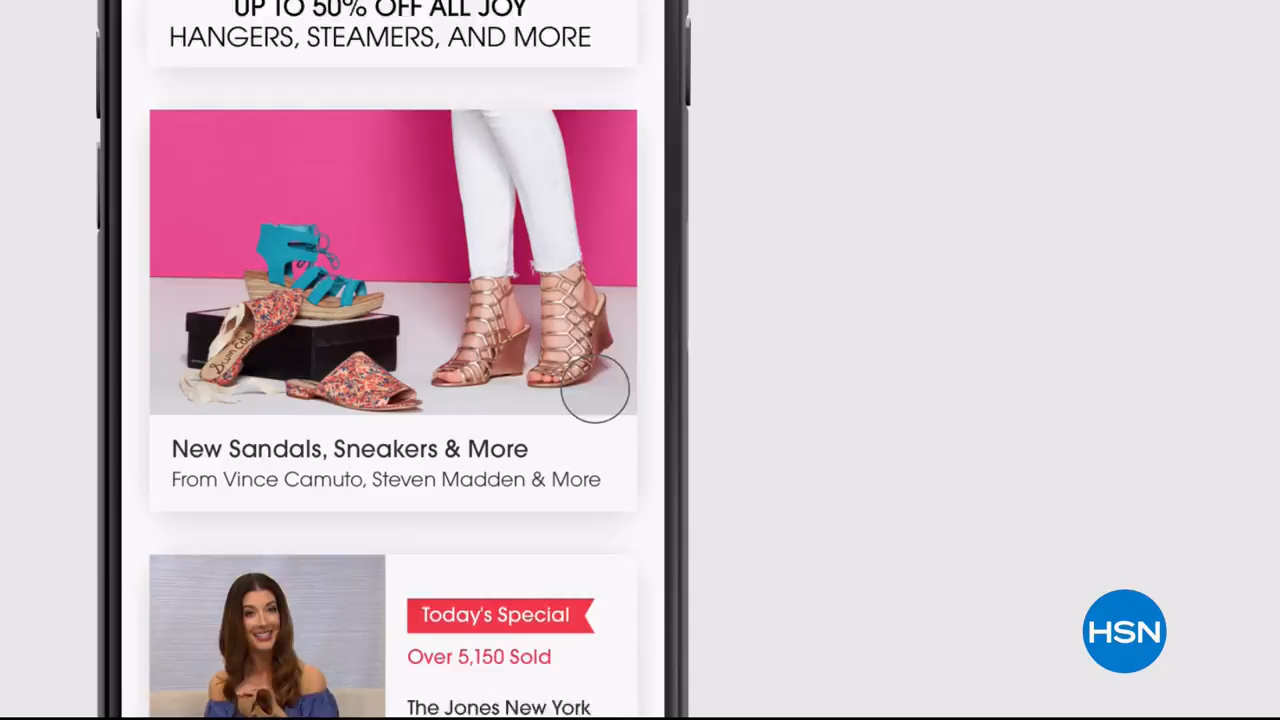 UP TO 50% OFF ALL JOY
HANGERS, STEAMERS, AND MORE
New Sandals, Sneakers & More
From Vince Camuto, Steven Madden & More
Today's Special
Over 5,150 Sold
The Jones New York
HSN